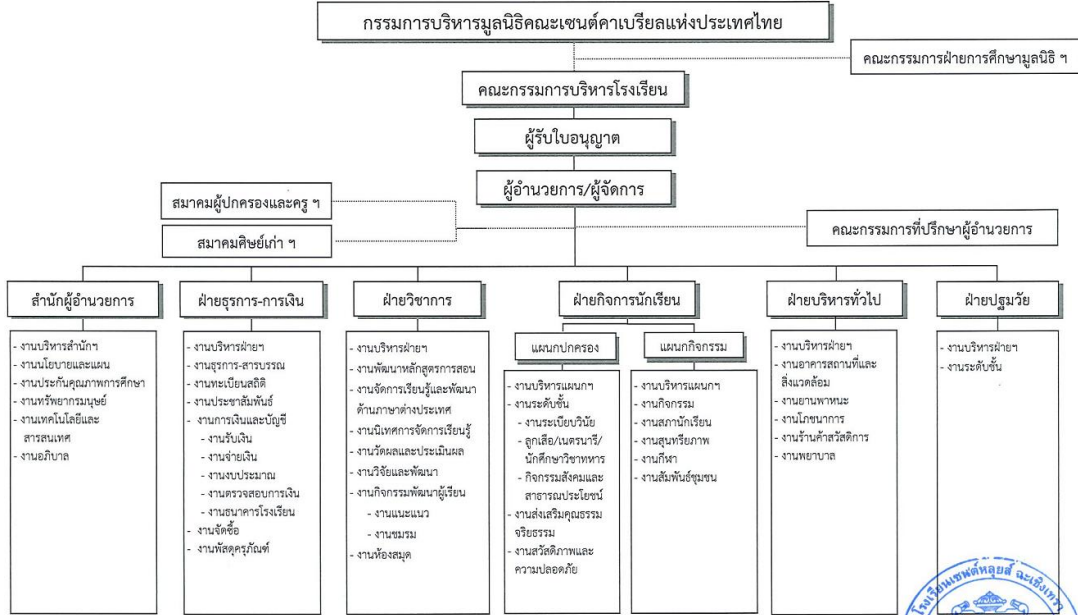 กรรมการบริหารมูลนิธิคณะเซนต์คาเบรียลแห่งประเทศไทย
คณะกรรมการฝ่ายการศึกษามูลนิธิ ฯ
คณะกรรมการบริหารโรงเรียน
ผู้รับใบอนุญาต
ผู้อำนวยการ/ผู้จัดการ
สมาคมผู้ปกครองและครู ฯ
สมาคมศิษย์เก่า ฯ
คณะกรรมการที่ปรึกษาผู้อำนวยการ
สำนักผู้อำนวยการ
- งานบริหารสำนักฯ
- งานนโยบายและแผน
- งานประกันคุณภาพการศึกษา
- งานทรัพยากรมนุษย์
- งานเทคโนโลยีและ
สารสนเทศ
- งานอภิบาล
ฝ่ายธุรการ-การเงิน
- งานบริหารฝ่ายฯ
- งานธุรการ-สารบรรณ
- งานทะเบียนสถิติ
- งานประชาสัมพันธ์
- งานการเงินและบัญชี
- งานรับเงิน
- งานจ่ายเงิน
- งานงบประมาณ
- งานตรวจสอบการเงิน
- งานธนาคารโรงเรียน
- งานจัดซื้อ
- งานพัสดุครุภัณฑ์
ฝ่ายวิชาการ
- งานบริหารฝ่ายฯ
- งานพัฒนาหลักสูตรการสอน
- งานจัดการเรียนรู้และพัฒนา
ด้านภาษาต่างประเทศ
- งานนิเทศการจัดการเรียนรู้
- งานวัดผลและประเมินผล
- งานวิจัยและพัฒนา
- งานกิจกรรมพัฒนาผู้เรียน
- งานแนะแนว
- งานชมรม
- งานห้องสมุด
ฝ่ายกิจการนักเรียน
แผนกปกครอง
- งานบริหารแผนกฯ
- งานระดับชั้น
- งานระเบียบวินัย
- ลูกเสือ/เนตรนารี/
นักศึกษาวิชาทหาร
- กิจกรรมสังคมและ
สาธารณประโยชน์
- งานส่งเสริมคุณธรรม
จริยธรรม
- งานสวัสดิภาพและ
ความปลอดภัย
แผนกกิจกรรม
- งานบริหารแผนกฯ
- งานกิจกรรม
- งานสภานักเรียน
- งานสุนทรียภาพ
- งานกีฬา
- งานสัมพันธ์ชุมชน
ฝ่ายบริหารทั่วไป
- งานบริหารฝ่ายฯ
- งานอาคารสถานที่และ
สิ่งแวดล้อม
- งานยานพาหนะ
- งานโภชนาการ
- งานร้านค้าสวัสดิการ
- งานพยาบาล
ฝ่ายปฐมวัย
- งานบริหารฝ่ายฯ
- งานระดับชั้น
โรงเรียนเซนต์หลุยส์ ฉะเชิงเทรา